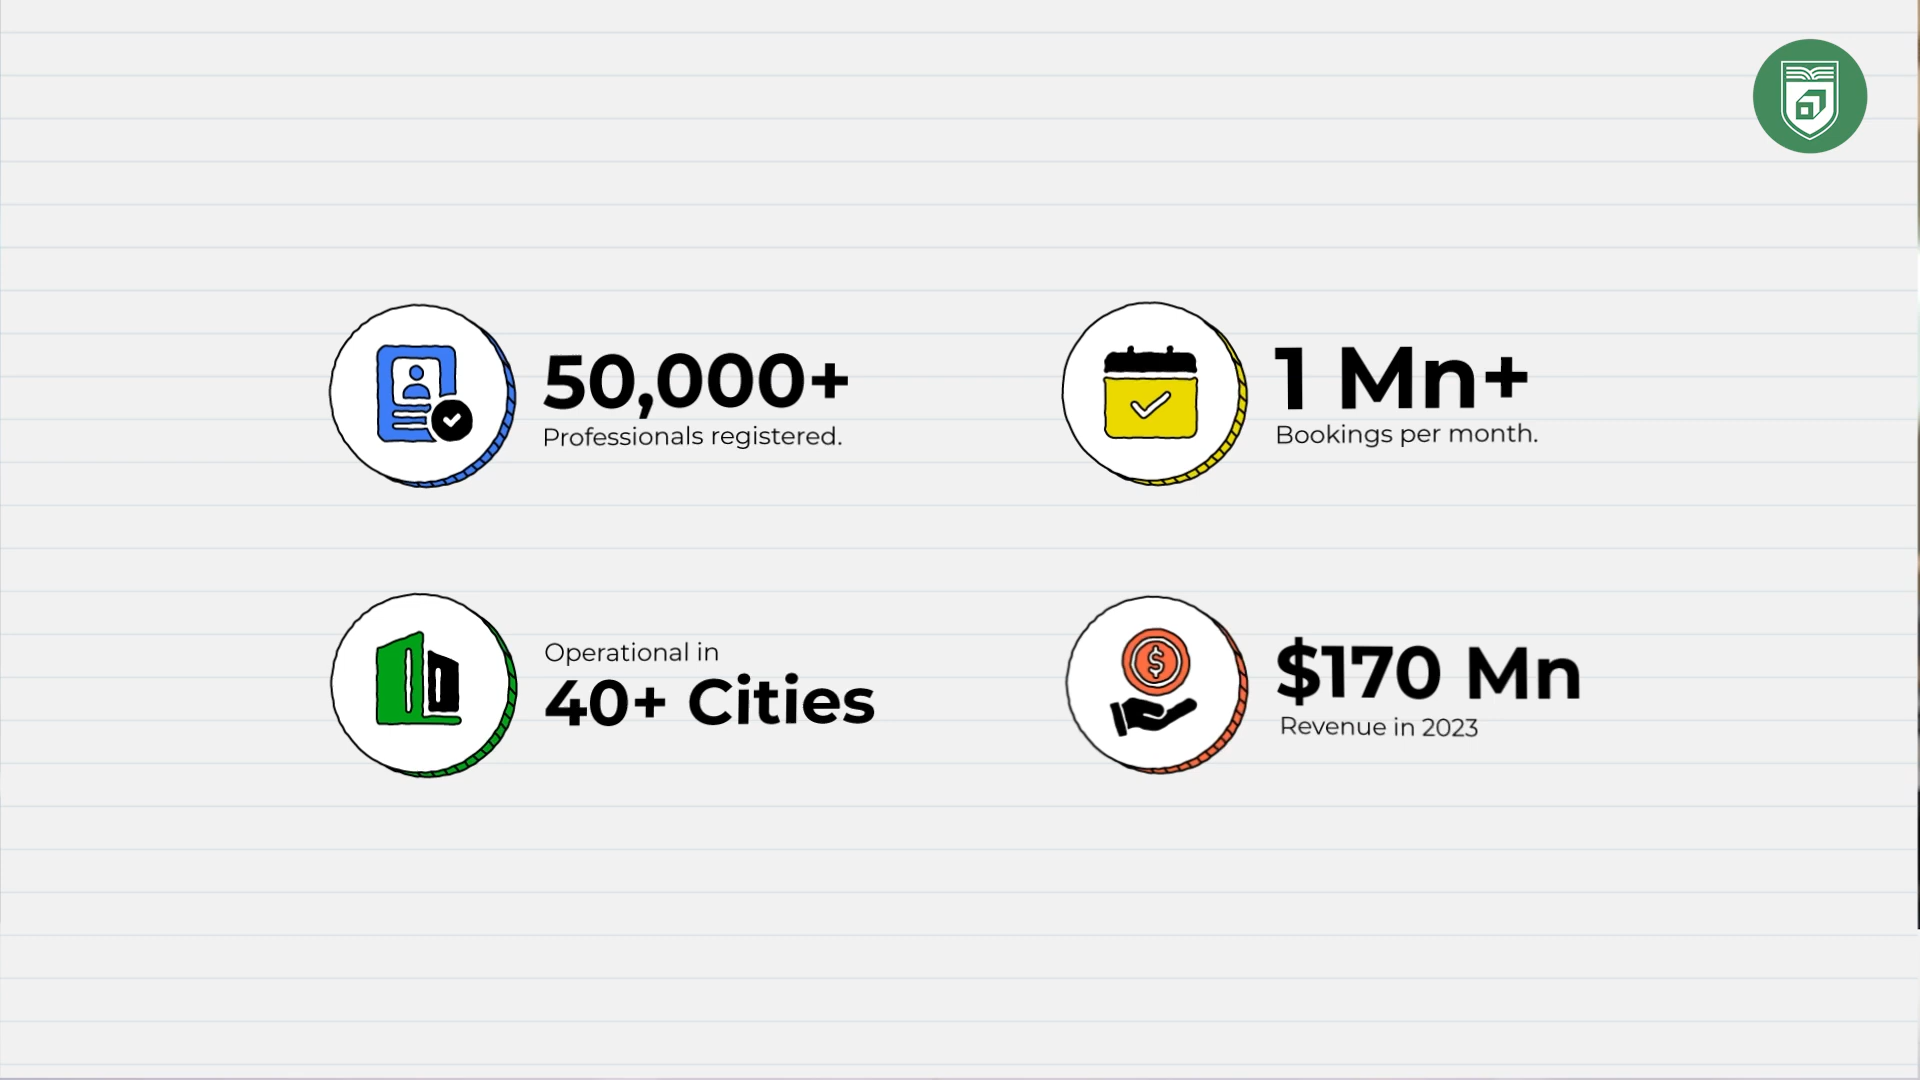 50,000+
Professionals registered.
1 Mn+
Bookings per month.
Operational in
40+ Cities
$170 Mn
Revenue in 2023